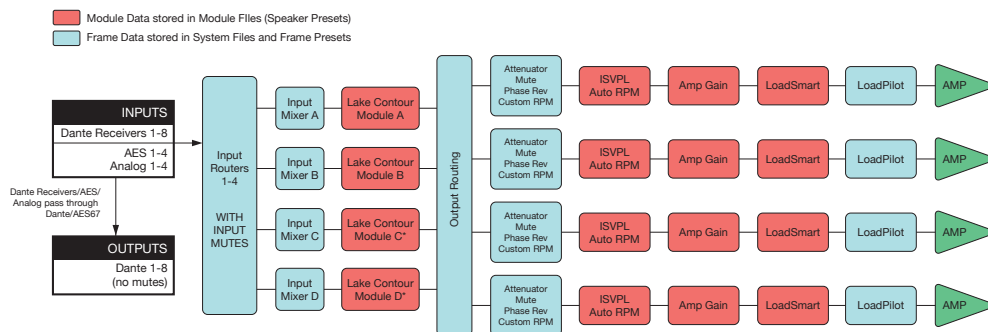 Module Data stored in Module FIles (Speaker Presets)
Frame Data stored in System Files and Frame Presets
INPUTS
Dante Receivers 1-8
AES 1-4
Analog 1-4
Dante Receivers/AES/
Analog pass through
Dante/AES67
OUTPUTS
Dante 1-8
(no mutes)
Input
Routers
1-4
WITH
INPUT
MUTES
Input
Mixer A
Lake Contour
Module A
Input
Mixer B
Lake Contour
Module B
Input
Mixer C
Lake Contour
Module C*
Input
Mixer D
Lake Contour
Module D*
Output Routing
Attenuator
Mute
Phase Rev
Custom RPM
ISVPL
Auto RPM
Amp Gain
LoadSmart
LoadPilot
AMP
Attenuator
Mute
Phase Rev
Custom RPM
ISVPL
Auto RPM
Amp Gain
LoadSmart
LoadPilot
AMP
Attenuator
Mute
Phase Rev
Custom RPM
ISVPL
Auto RPM
Amp Gain
LoadSmart
LoadPilot
AMP
Attenuator
Mute
Phase Rev
Custom RPM
ISVPL
Auto RPM
Amp Gain
LoadSmart
LoadPilot
AMP